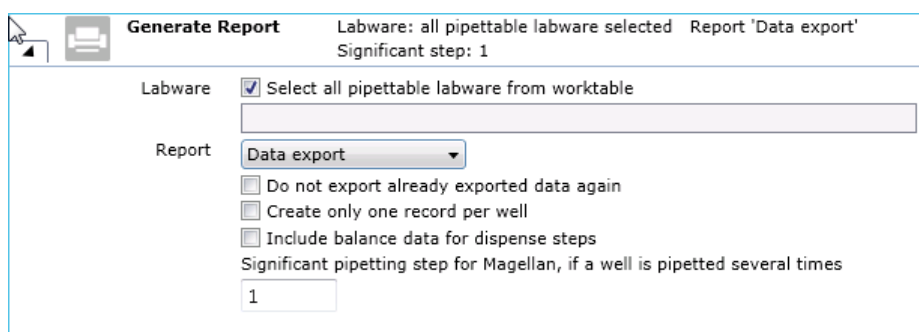 Generate Report Labware: all pipettable labware selected Report 'Data export'
Significant step: 1
Labware Select all pipettable labware from worktable
Report Data export
Do not export already exported data again
Create only one record per well
Include balance data for dispense steps
Significant pipetting step for Magellan, if a well is pipetted several times
1